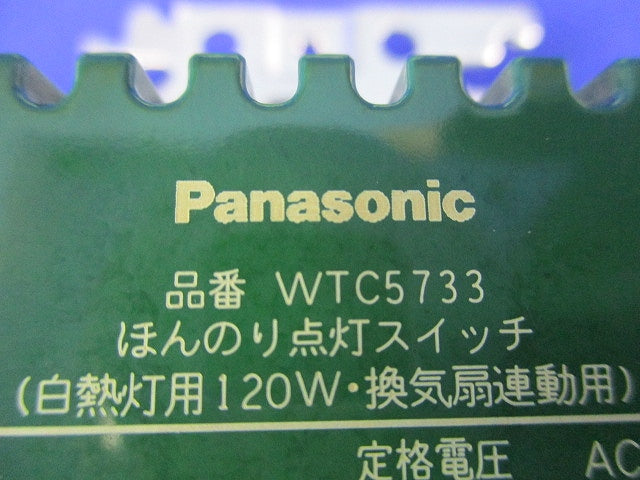 Panasonic
品番 WTC5733
ほんのり点灯スイッチ
(白熱灯用120W・換気扇連動用)
定格電圧 AC